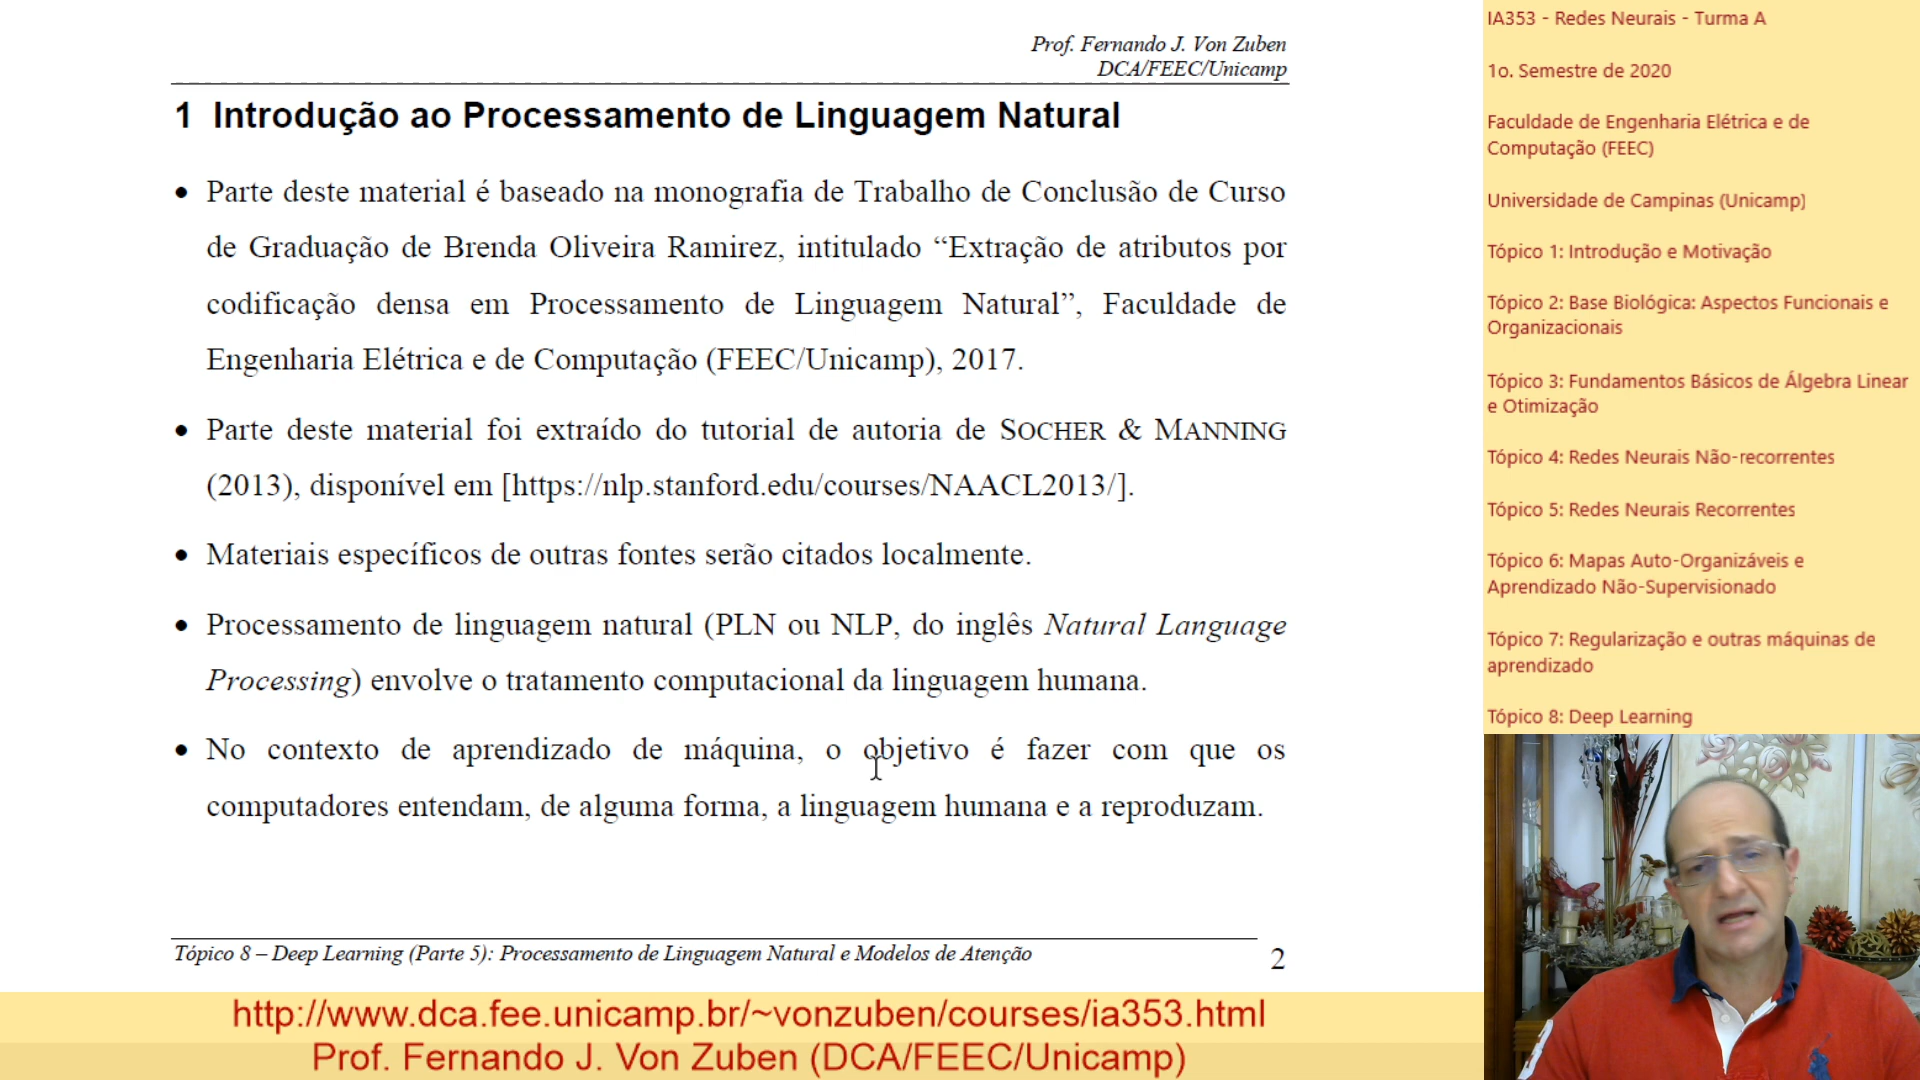 Prof. Fernando J. Von Zuben
DCA/FEEC/Unicamp
1 Introdução ao Processamento de Linguagem Natural
• Parte deste material é baseado na monografia de Trabalho de Conclusão de Curso
de Graduação de Brenda Oliveira Ramirez, intitulado “Extração de atributos por
codificação densa em Processamento de Linguagem Natural”, Faculdade de
Engenharia Elétrica e de Computação (FEEC/Unicamp), 2017.
• Parte deste material foi extraído do tutorial de autoria de SOCHER & MANNING
(2013), disponível em [https://nlp.stanford.edu/courses/NAACL2013/].
• Materiais específicos de outras fontes serão citados localmente.
• Processamento de linguagem natural (PLN ou NLP, do inglês Natural Language
Processing) envolve o tratamento computacional da linguagem humana.
• No contexto de aprendizado de máquina, o objetivo é fazer com que os
computadores entendam, de alguma forma, a linguagem humana e a reproduzam.
Tópico 8 – Deep Learning (Parte 5): Processamento de Linguagem Natural e Modelos de Atenção
2
http://www.dca.fee.unicamp.br/~vonzuben/courses/ia353.html
Prof. Fernando J. Von Zuben (DCA/FEEC/Unicamp)
IA353 - Redes Neurais - Turma A
1o. Semestre de 2020
Faculdade de Engenharia Elétrica e de
Computação (FEEC)
Universidade de Campinas (Unicamp)
Tópico 1: Introdução e Motivação
Tópico 2: Base Biológica: Aspectos Funcionais e
Organizacionais
Tópico 3: Fundamentos Básicos de Álgebra Linear
e Otimização
Tópico 4: Redes Neurais Não-recorrentes
Tópico 5: Redes Neurais Recorrentes
Tópico 6: Mapas Auto-Organizáveis e
Aprendizado Não-Supervisionado
Tópico 7: Regularização e outras máquinas de
aprendizado
Tópico 8: Deep Learning